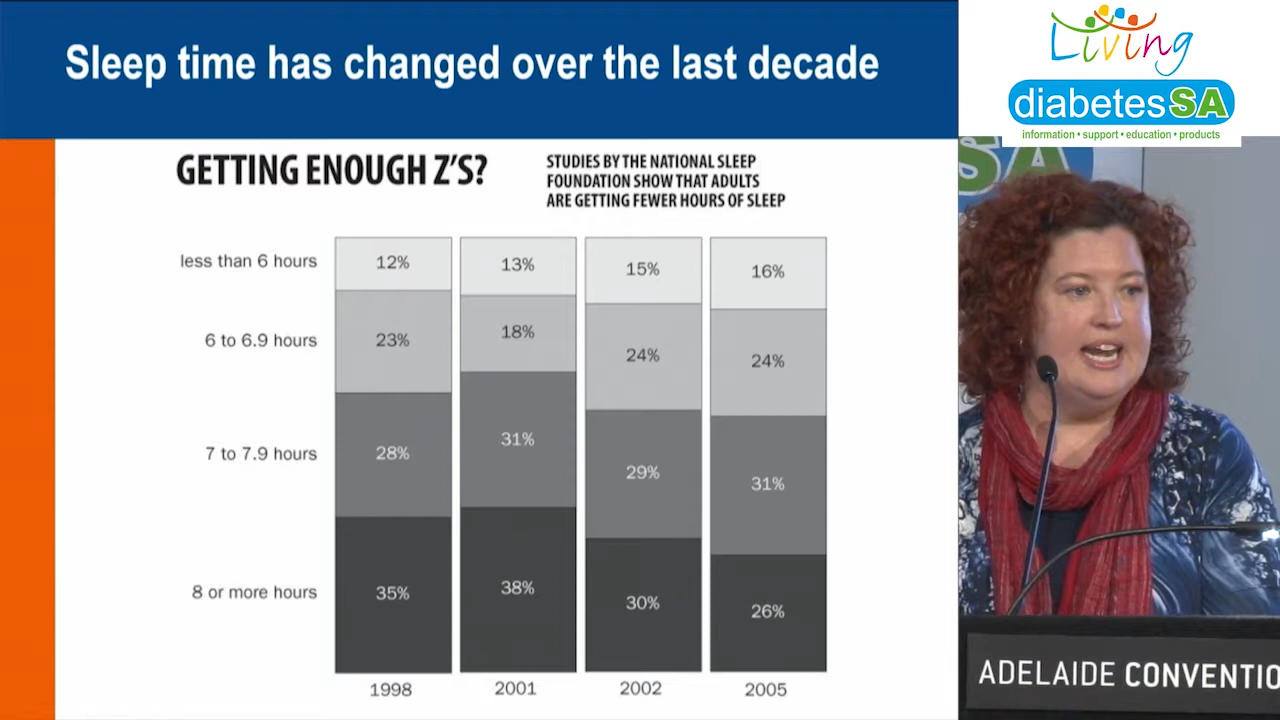 Sleep time has changed over the last decade
GETTING ENOUGH Z'S?
STUDIES BY THE NATIONAL SLEEP
FOUNDATION SHOW THAT ADULTS
ARE GETTING FEWER HOURS OF SLEEP
less than 6 hours 12% 13% 15% 16%
6 to 6.9 hours 23% 18% 24% 24%
7 to 7.9 hours 28% 31% 29% 31%
8 or more hours 35% 38% 30% 26%
1998 2001 2002 2005
Living
diabetesSA
information • support • education • products
SA
ADELAIDE CONVENTIO